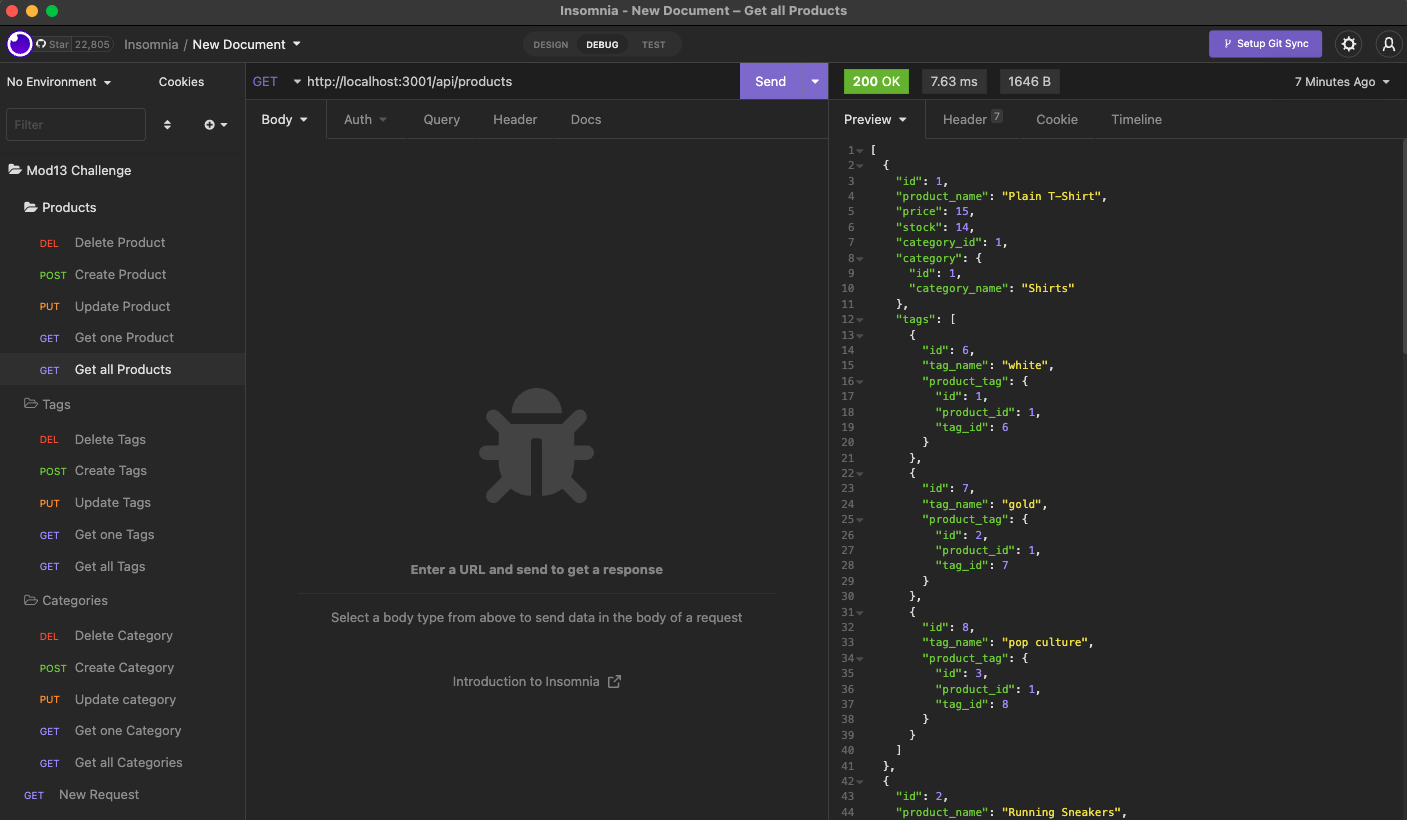 Insomnia - New Document – Get all Products
Star 22,805
Insomnia / New Document
DESIGN DEBUG TEST
Setup Git Sync
No Environment
Cookies
Filter
Mod13 Challenge
Products
DEL Delete Product
POST Create Product
PUT Update Product
GET Get one Product
GET Get all Products
Tags
DEL Delete Tags
POST Create Tags
PUT Update Tags
GET Get one Tags
GET Get all Tags
Categories
DEL Delete Category
POST Create Category
PUT Update category
GET Get one Category
GET Get all Categories
GET New Request
GET http://localhost:3001/api/products Send
Body Auth Query Header Docs
Enter a URL and send to get a response
Select a body type from above to send data in the body of a request
Introduction to Insomnia
200 OK 7.63 ms 1646 B 7 Minutes Ago
Preview Header 7 Cookie Timeline
1 [
2 {
3 "id": 1,
4 "product_name": "Plain T-Shirt",
5 "price": 15,
6 "stock": 14,
7 "category_id": 1,
8 "category": {
9 "id": 1,
10 "category_name": "Shirts"
11 },
12 "tags": [
13 {
14 "id": 6,
15 "tag_name": "white",
16 "product_tag": {
17 "id": 1,
18 "product_id": 1,
19 "tag_id": 6
20 }
21 },
22 {
23 "id": 7,
24 "tag_name": "gold",
25 "product_tag": {
26 "id": 2,
27 "product_id": 1,
28 "tag_id": 7
29 }
30 },
31 {
32 "id": 8,
33 "tag_name": "pop culture",
34 "product_tag": {
35 "id": 3,
36 "product_id": 1,
37 "tag_id": 8
38 }
39 }
40 ]
41 },
42 {
43 "id": 2,
44 "product_name": "Running Sneakers",